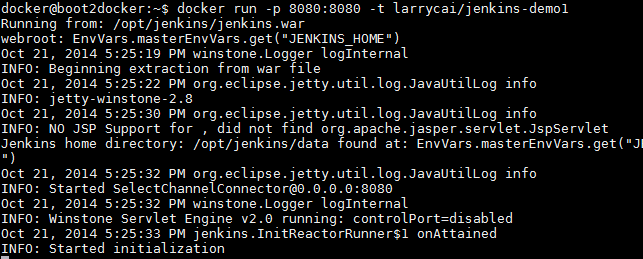 docker@boot2docker:~$ docker run -p 8080:8080 -t larrycai/jenkins-demo1
Running from: /opt/jenkins/jenkins.war
webroot: EnvVars.masterEnvVars.get("JENKINS_HOME")
Oct 21, 2014 5:25:19 PM winstone.Logger logInternal
INFO: Beginning extraction from war file
Oct 21, 2014 5:25:22 PM org.eclipse.jetty.util.log.JavaUtilLog info
INFO: jetty-winstone-2.8
Oct 21, 2014 5:25:30 PM org.eclipse.jetty.util.log.JavaUtilLog info
INFO: NO JSP Support for , did not find org.apache.jasper.servlet.JspServlet
Jenkins home directory: /opt/jenkins/data found at: EnvVars.masterEnvVars.get("JE
")
Oct 21, 2014 5:25:32 PM org.eclipse.jetty.util.log.JavaUtilLog info
INFO: Started SelectChannelConnector@0.0.0.0:8080
Oct 21, 2014 5:25:32 PM winstone.Logger logInternal
INFO: Winstone Servlet Engine v2.0 running: controlPort=disabled
Oct 21, 2014 5:25:33 PM jenkins.InitReactorRunner$1 onAttained
INFO: Started initialization